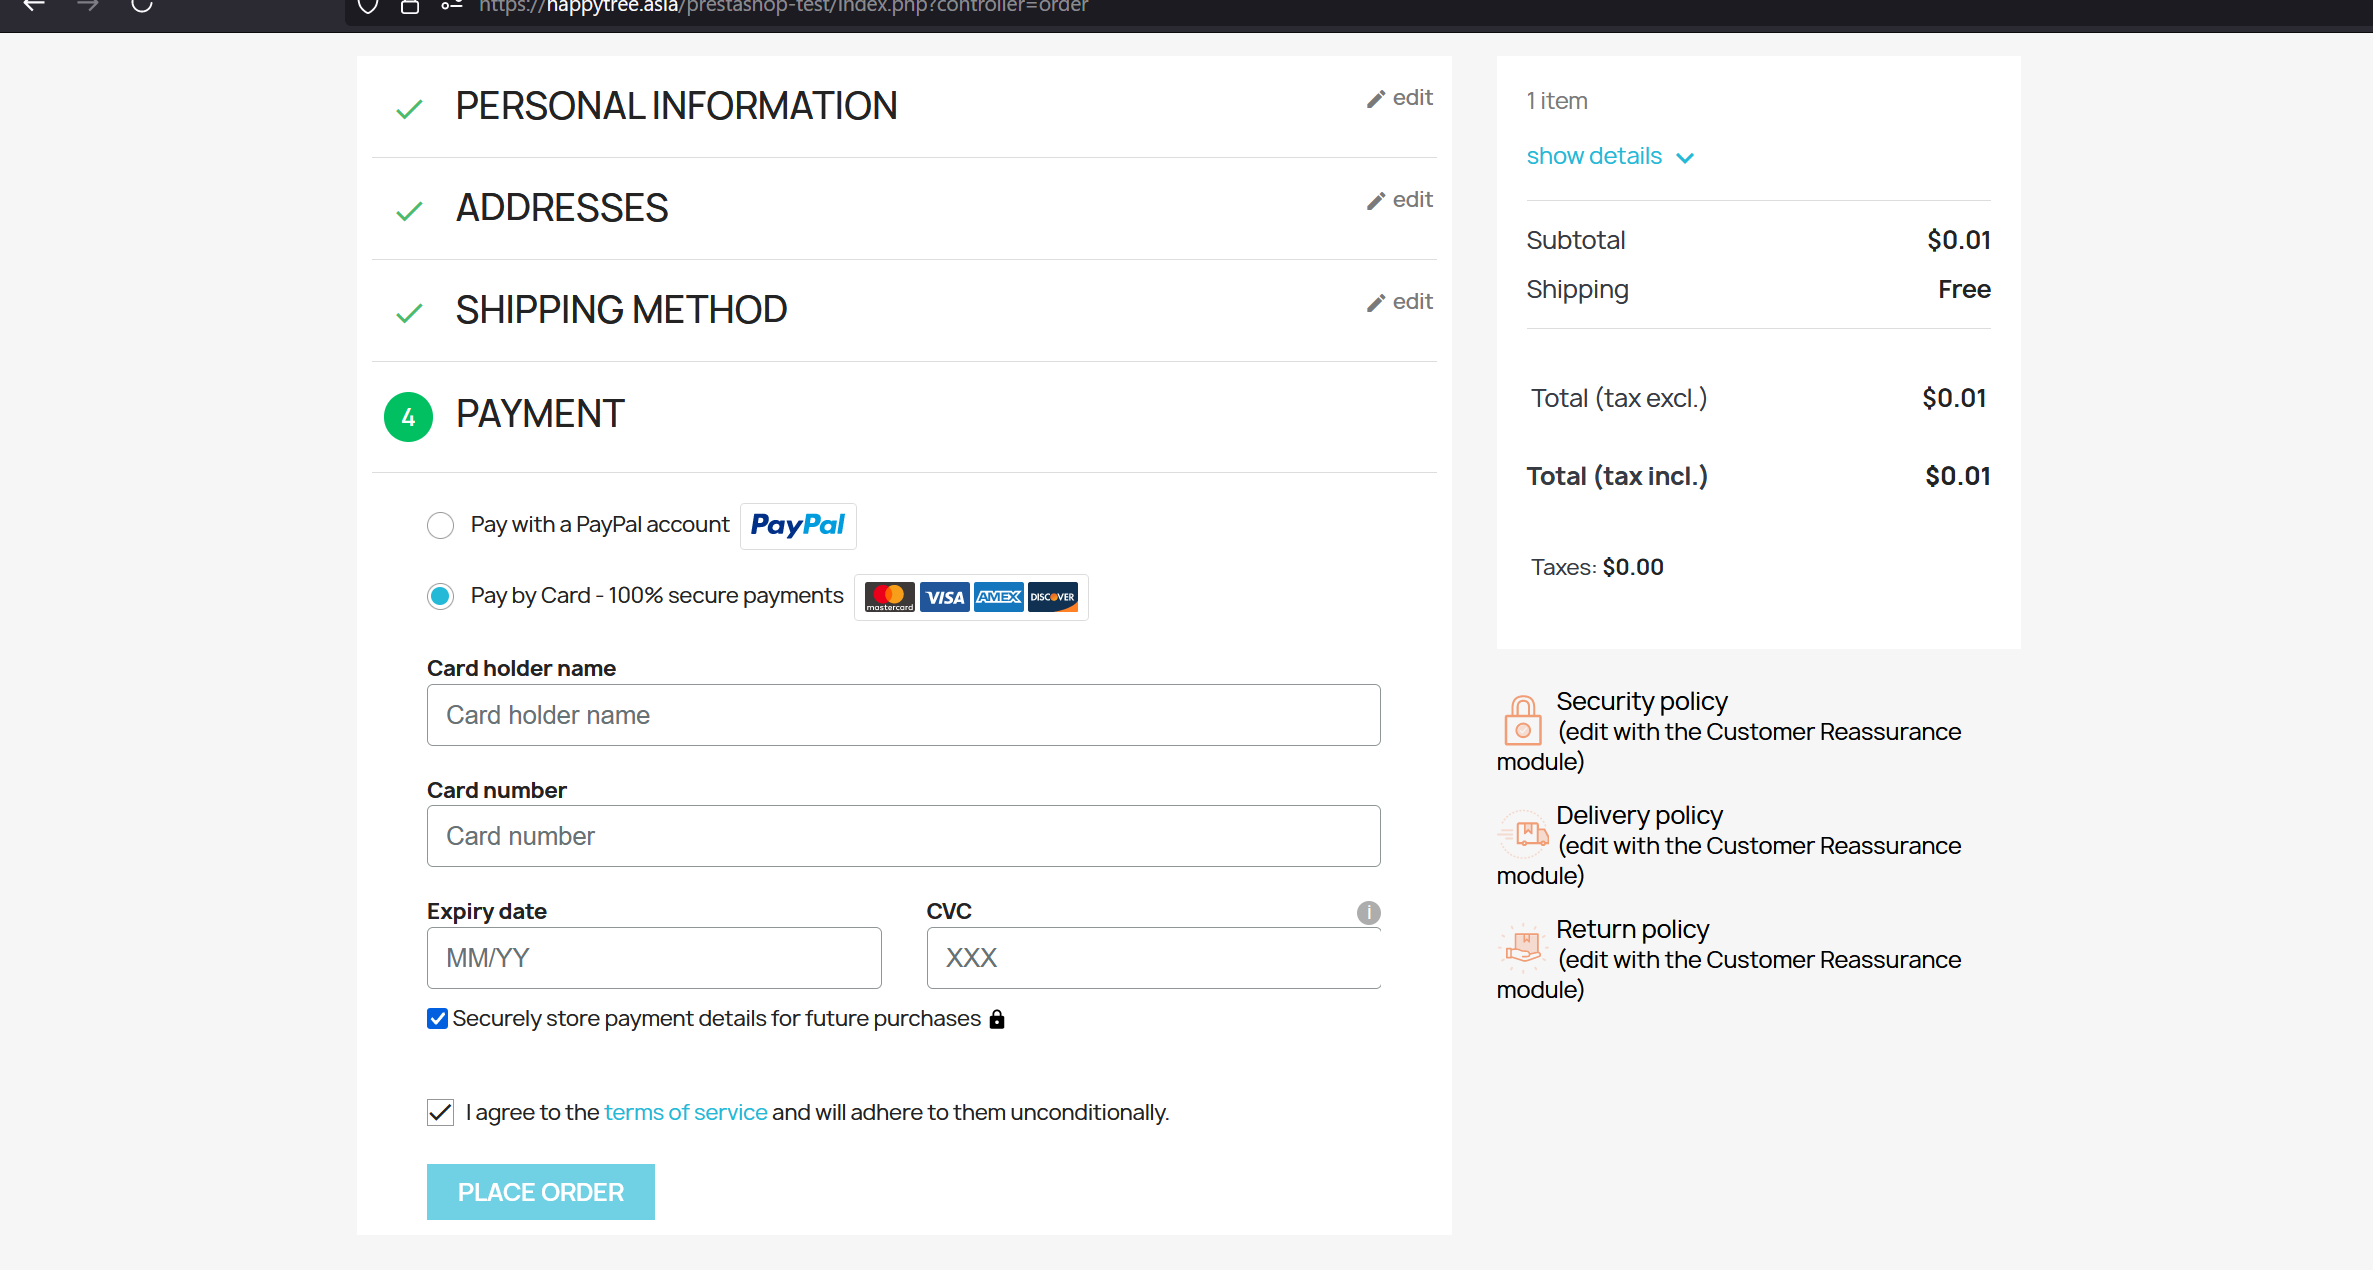 https://happytree.asia/prestashop-test/index.php?controller=order
PERSONAL INFORMATION
edit
ADDRESSES
edit
SHIPPING METHOD
edit
4 PAYMENT
Pay with a PayPal account PayPal
Pay by Card - 100% secure payments mastercard VISA AMEX DISCOVER
Card holder name
Card holder name
Card number
Card number
Expiry date
MM/YY
CVC
i
XXX
Securely store payment details for future purchases
I agree to the terms of service and will adhere to them unconditionally.
PLACE ORDER
1 item
show details
Subtotal $0.01
Shipping Free
Total (tax excl.) $0.01
Total (tax incl.) $0.01
Taxes: $0.00
Security policy
(edit with the Customer Reassurance
module)
Delivery policy
(edit with the Customer Reassurance
module)
Return policy
(edit with the Customer Reassurance
module)